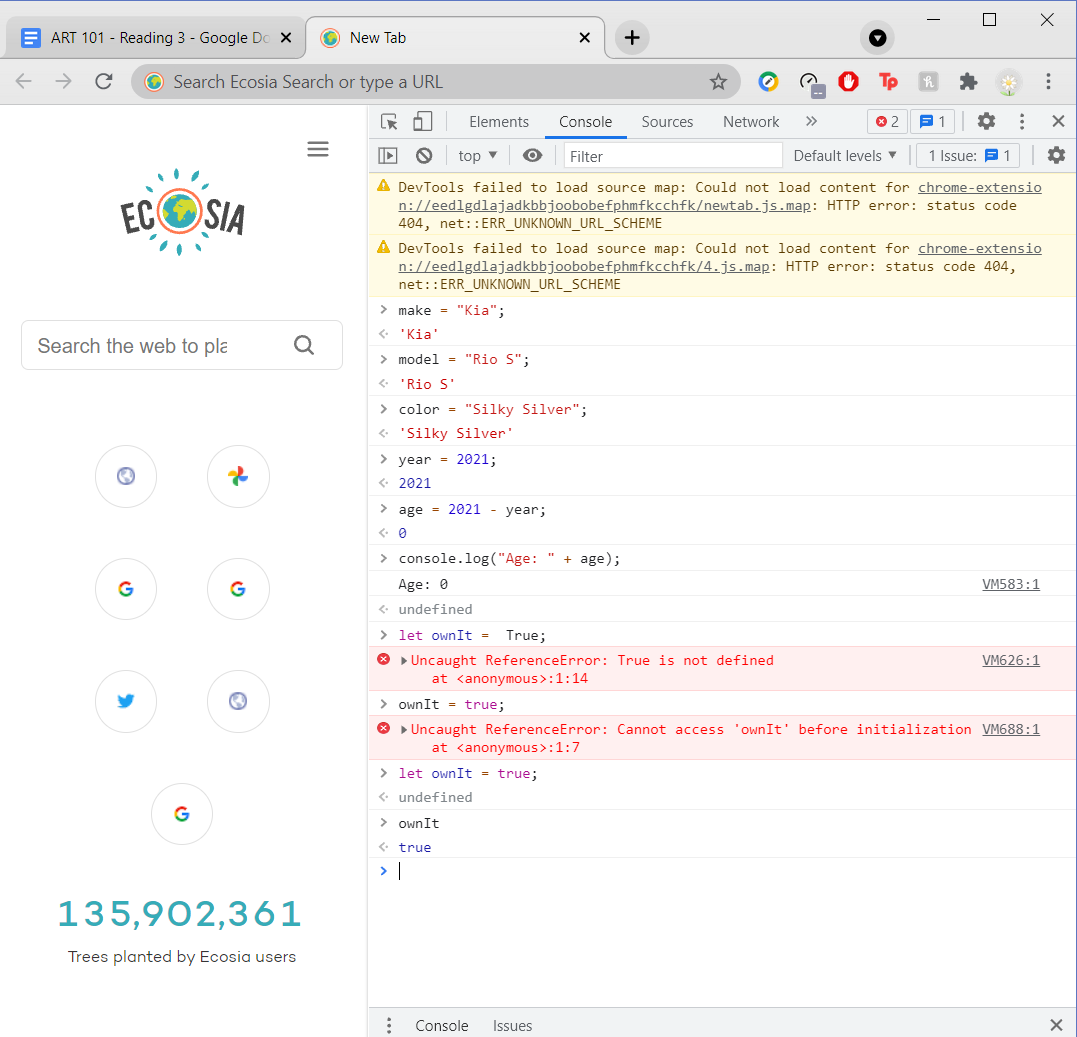 ART 101 - Reading 3 - Google Do
New Tab
Search Ecosia Search or type a URL
Tp
h
Elements Console Sources Network » 2 1
top ▼ Filter Default levels ▼ 1 Issue: 1
ECOSIA
Search the web to pla
135,902,361
Trees planted by Ecosia users
DevTools failed to load source map: Could not load content for chrome-extensio
n://eedlgdlajadkbbjoobobefphmfkcchfk/newtab.js.map: HTTP error: status code
404, net::ERR_UNKNOWN_URL_SCHEME
DevTools failed to load source map: Could not load content for chrome-extensio
n://eedlgdlajadkbbjoobobefphmfkcchfk/4.js.map: HTTP error: status code 404,
net::ERR_UNKNOWN_URL_SCHEME
> make = "Kia";
'Kia'
> model = "Rio S";
'Rio S'
> color = "Silky Silver";
'Silky Silver'
> year = 2021;
2021
> age = 2021 - year;
0
> console.log("Age: " + age);
Age: 0 VM583:1
undefined
> let ownIt =  True;
Uncaught ReferenceError: True is not defined VM626:1
at <anonymous>:1:14
> ownIt = true;
Uncaught ReferenceError: Cannot access 'ownIt' before initialization VM688:1
at <anonymous>:1:7
> let ownIt = true;
undefined
> ownIt
true
>
Console Issues